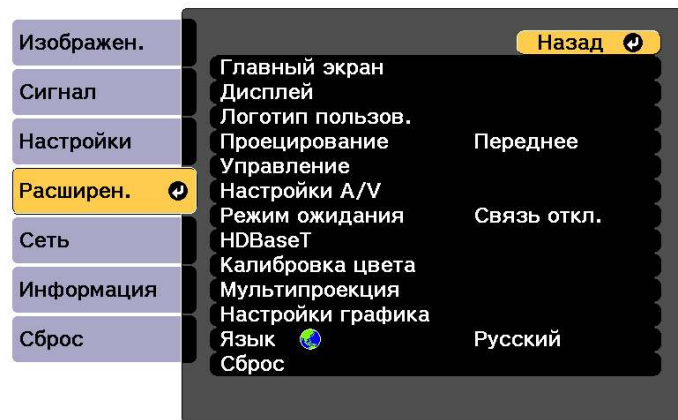 Изображен.
Сигнал
Настройки
Расширен.
Сеть
Информация
Сброс
Назад
Главный экран
Дисплей
Логотип пользов.
Проецирование Переднее
Управление
Настройки A/V
Режим ожидания Связь откл.
HDBaseT
Калибровка цвета
Мультипроекция
Настройки графика
Язык Русский
Сброс